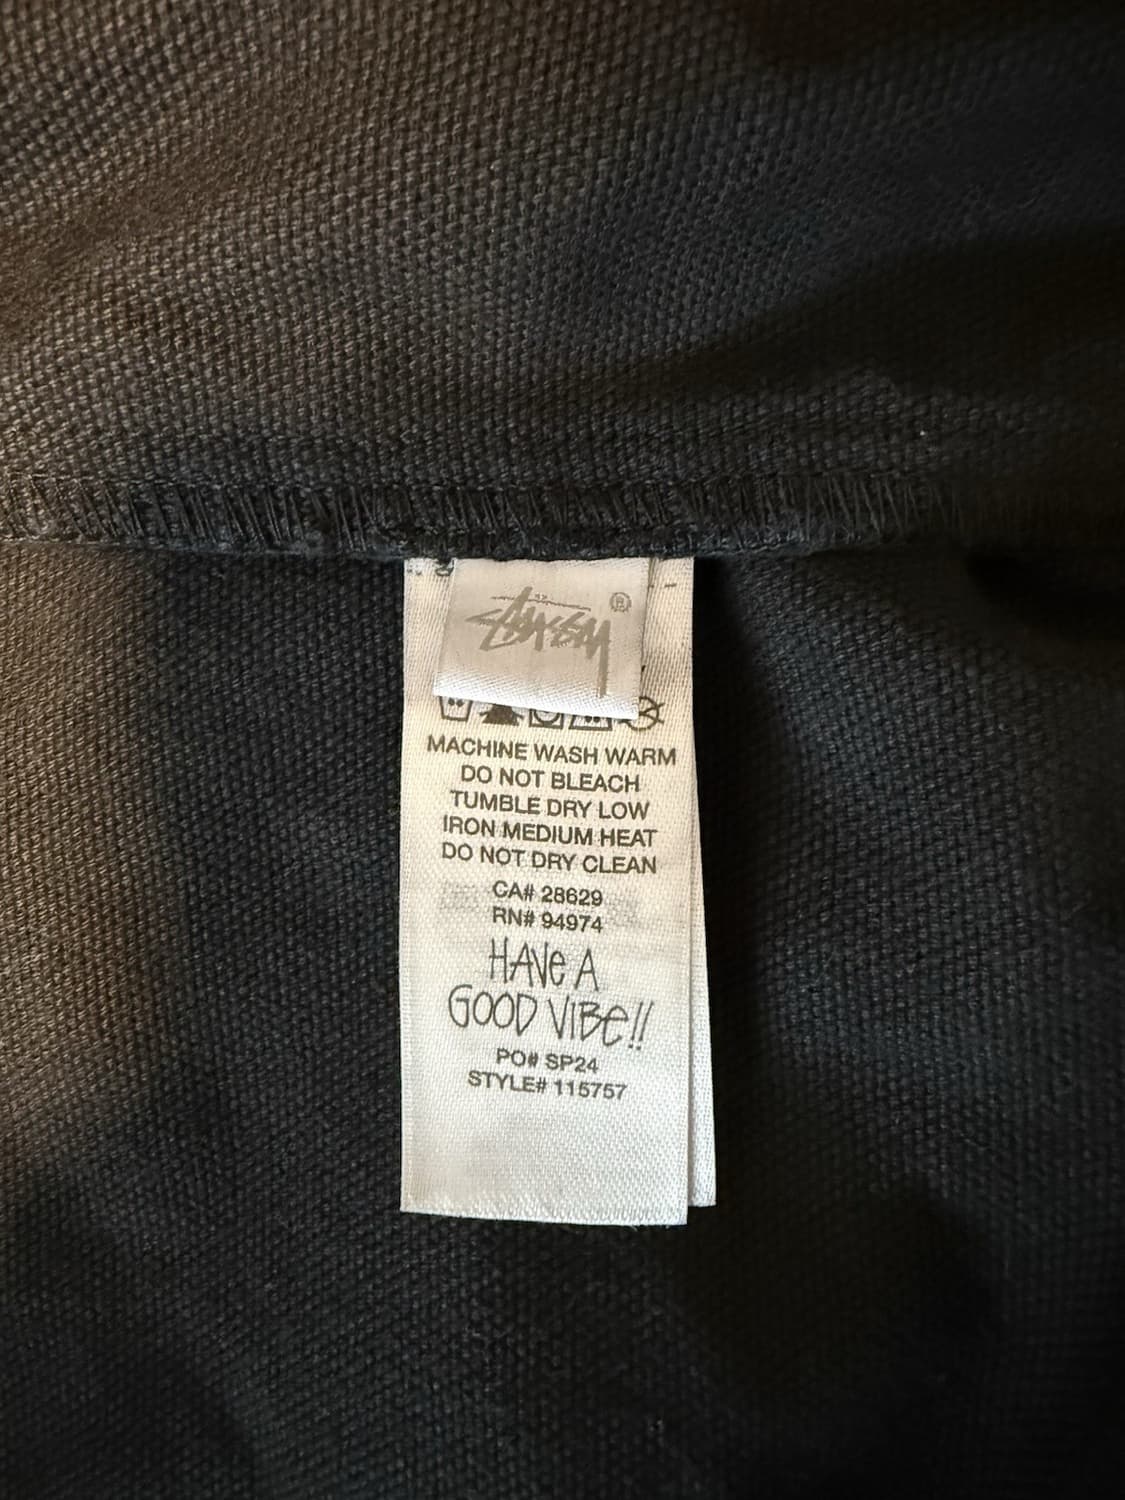 STÜSSY®
MACHINE WASH WARM
DO NOT BLEACH
TUMBLE DRY LOW
IRON MEDIUM HEAT
DO NOT DRY CLEAN
CA# 28629
RN# 94974
HAVE A
GOOD VIBE!!
PO# SP24
STYLE# 115757